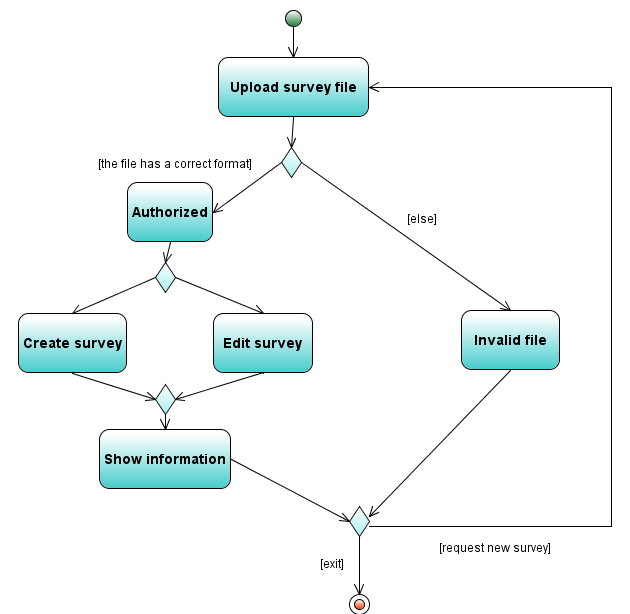 Upload survey file
[the file has a correct format]
Authorized
[else]
Create survey
Edit survey
Invalid file
Show information
[request new survey]
[exit]